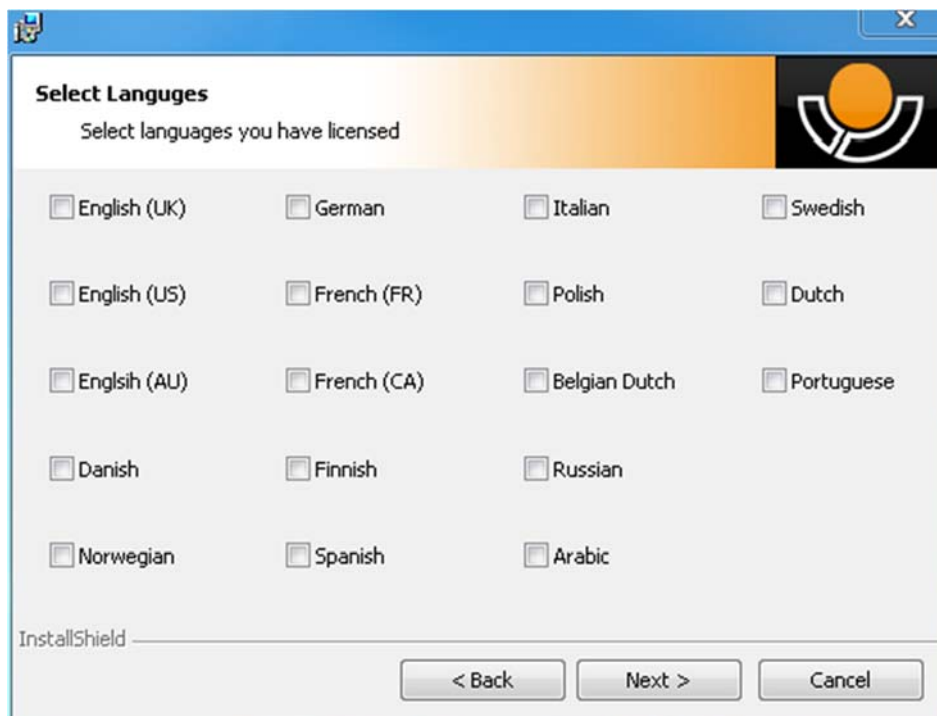 Select Languges
Select languages you have licensed
English (UK) German Italian Swedish
English (US) French (FR) Polish Dutch
Englsih (AU) French (CA) Belgian Dutch Portuguese
Danish Finnish Russian
Norwegian Spanish Arabic
InstallShield
< Back Next > Cancel